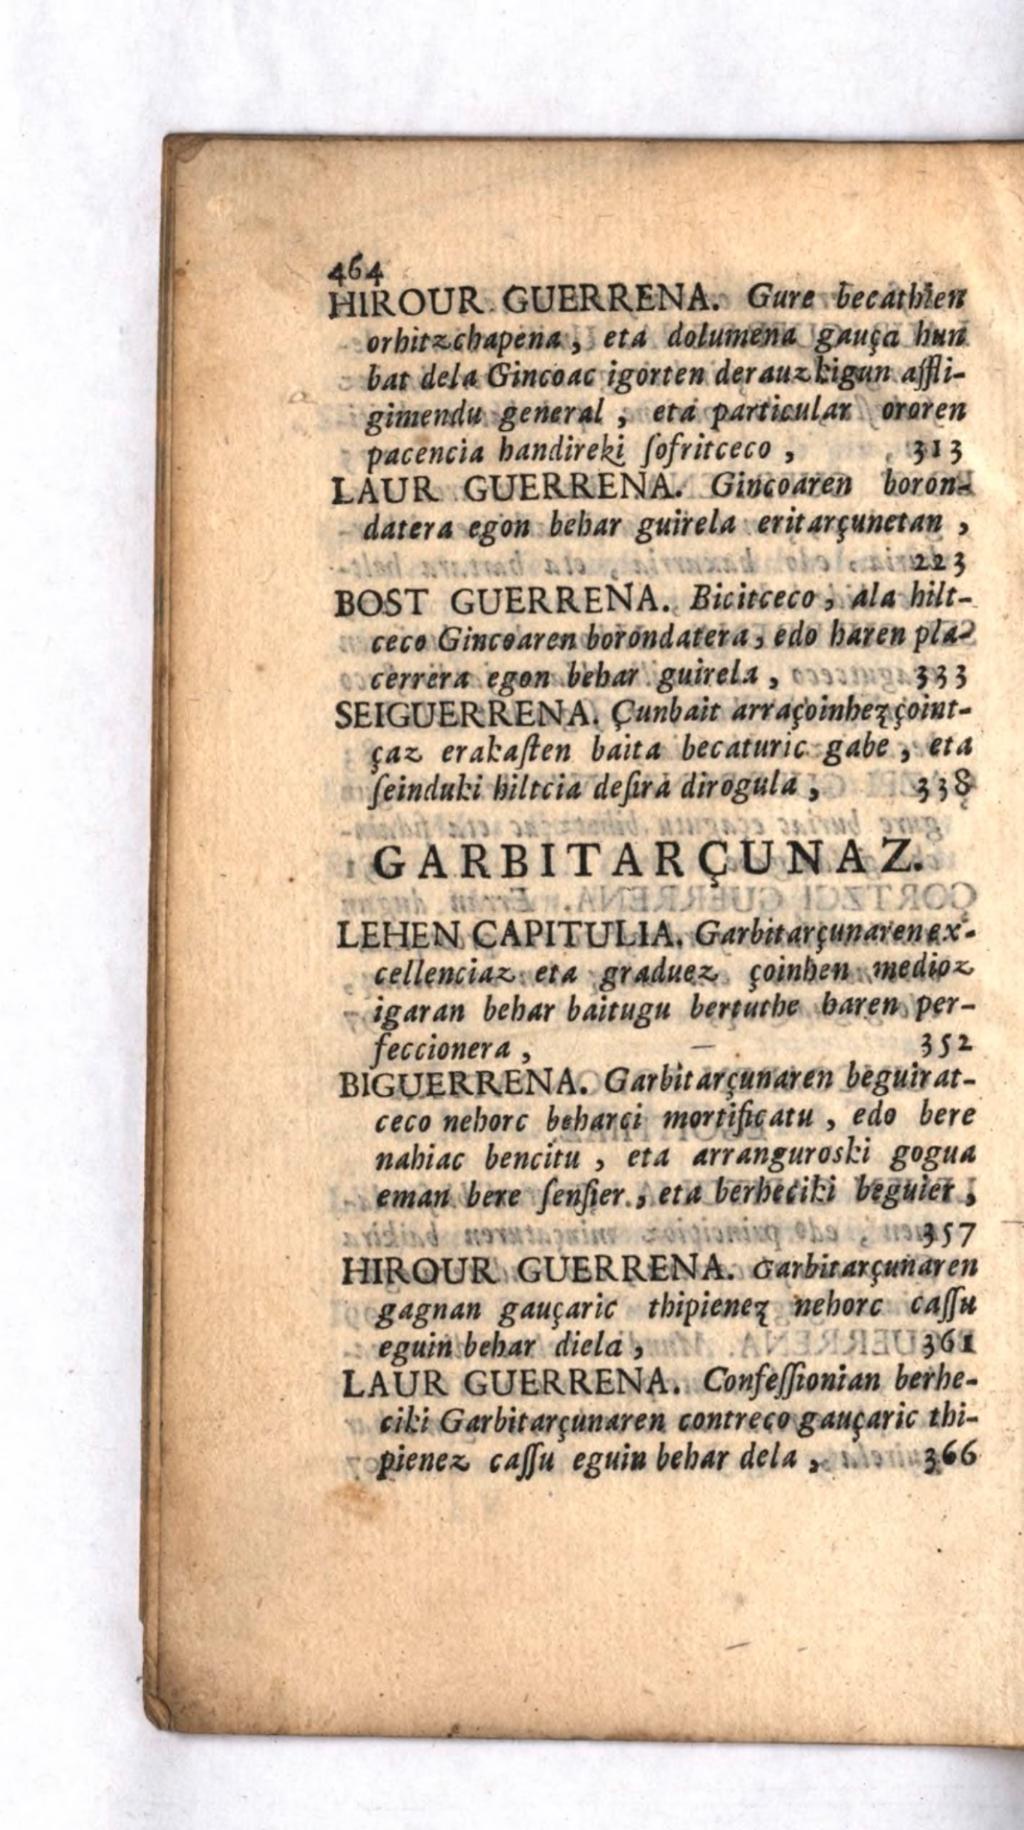 464
HIROUR GUERRENA. Gure becathien
orhitzchapena, eta dolumena gauça hun
bat dela Gincoac igorten derauzkigun affli-
gimendu general, eta particular ororen
pacencia handireki ſofritceco, 313
LAUR GUERRENA. Gincoaren boron-
datera egon behar guirela eritarçunetan,
223
BOST GUERRENA. Bicitceco, ala hilt-
ceco Gincoaren borondatera, edo haren pla-
cerrera egon behar guirela, 333
SEIGUERRENA. Çunbait arraçoinhez çoint-
çaz erakaſten baita becaturic gabe, eta
ſeinduki hiltcia deſira dirogula, 338
GARBITARÇUNAZ.
LEHEN CAPITULIA. Garbitarçunaren ex-
cellenciaz eta graduez çoinhen medioz
igaran behar baitugu bertuthe haren per-
feccionera, 352
BIGUERRENA. Garbitarçunaren beguirat-
ceco nehorc beharci mortificatu, edo bere
nahiac bencitu, eta arranguroski gogua
eman bere ſenſier, eta berheciki beguier,
357
HIROUR GUERRENA. Garbitarçunaren
gagnan gauçaric thipienez nehorc caſſu
eguin behar diela, 361
LAUR GUERRENA. Confeſſionian berhe-
ciki Garbitarçunaren contreco gauçaric thi-
pienez caſſu eguin behar dela, 366